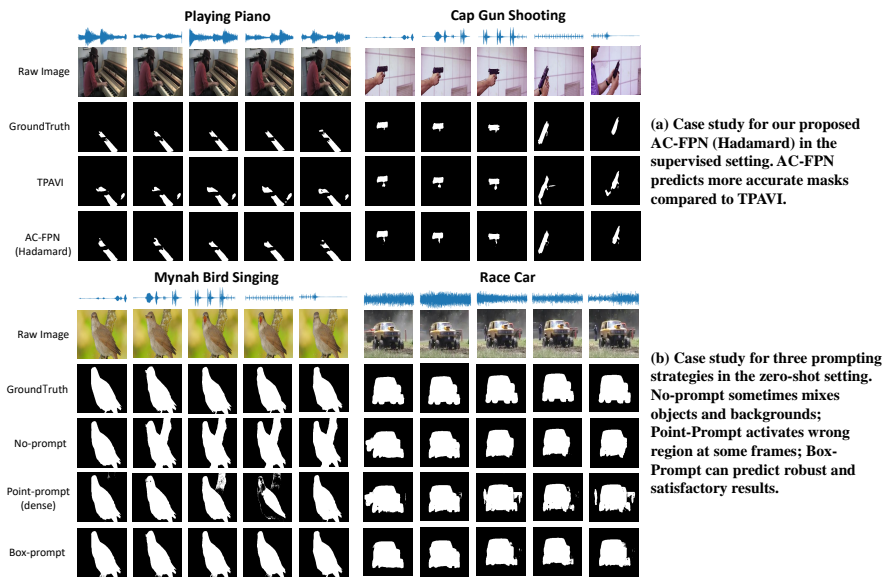 Playing Piano
Cap Gun Shooting
Raw Image
GroundTruth
TPAVI
AC-FPN
(Hadamard)
(a) Case study for our proposed
AC-FPN (Hadamard) in the
supervised setting. AC-FPN
predicts more accurate masks
compared to TPAVI.
Mynah Bird Singing
Race Car
Raw Image
GroundTruth
No-prompt
Point-prompt
(dense)
Box-prompt
(b) Case study for three prompting
strategies in the zero-shot setting.
No-prompt sometimes mixes
objects and backgrounds;
Point-Prompt activates wrong
region at some frames; Box-
Prompt can predict robust and
satisfactory results.